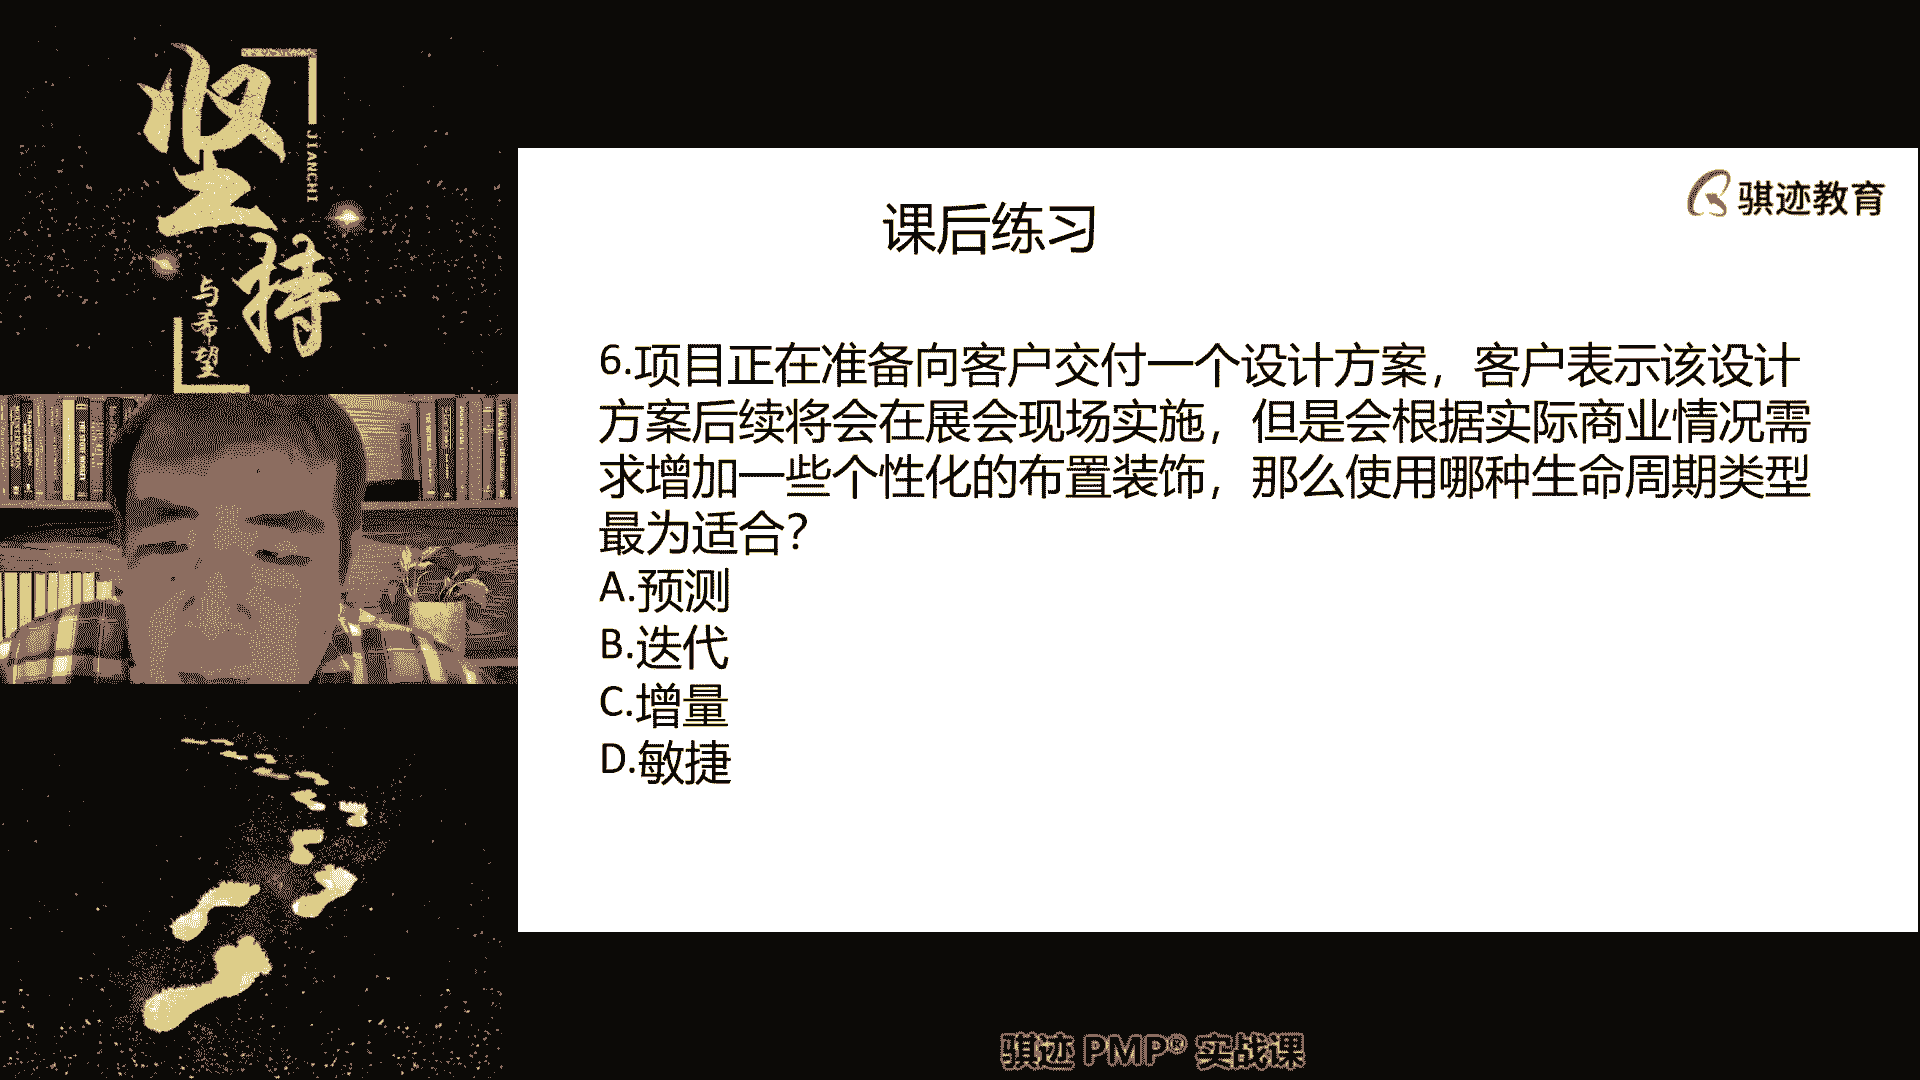 坚持
JIANCHI
与希望
骐迹教育
课后练习
6.项目正在准备向客户交付一个设计方案，客户表示该设计
方案后续将会在展会现场实施，但是会根据实际商业情况需
求增加一些个性化的布置装饰，那么使用哪种生命周期类型
最为适合？
A.预测
B.迭代
C.增量
D.敏捷
骐迹 PMP® 实战课